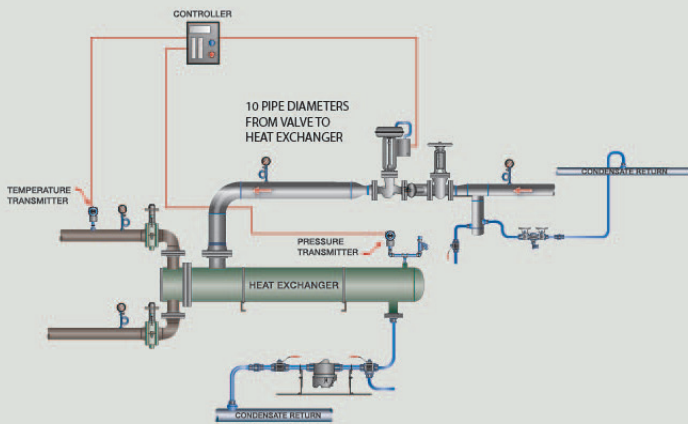 CONTROLLER
10 PIPE DIAMETERS
FROM VALVE TO
HEAT EXCHANGER
CONDENSATE RETURN
TEMPERATURE
TRANSMITTER
PRESSURE
TRANSMITTER
HEAT EXCHANGER
CONDENSATE RETURN